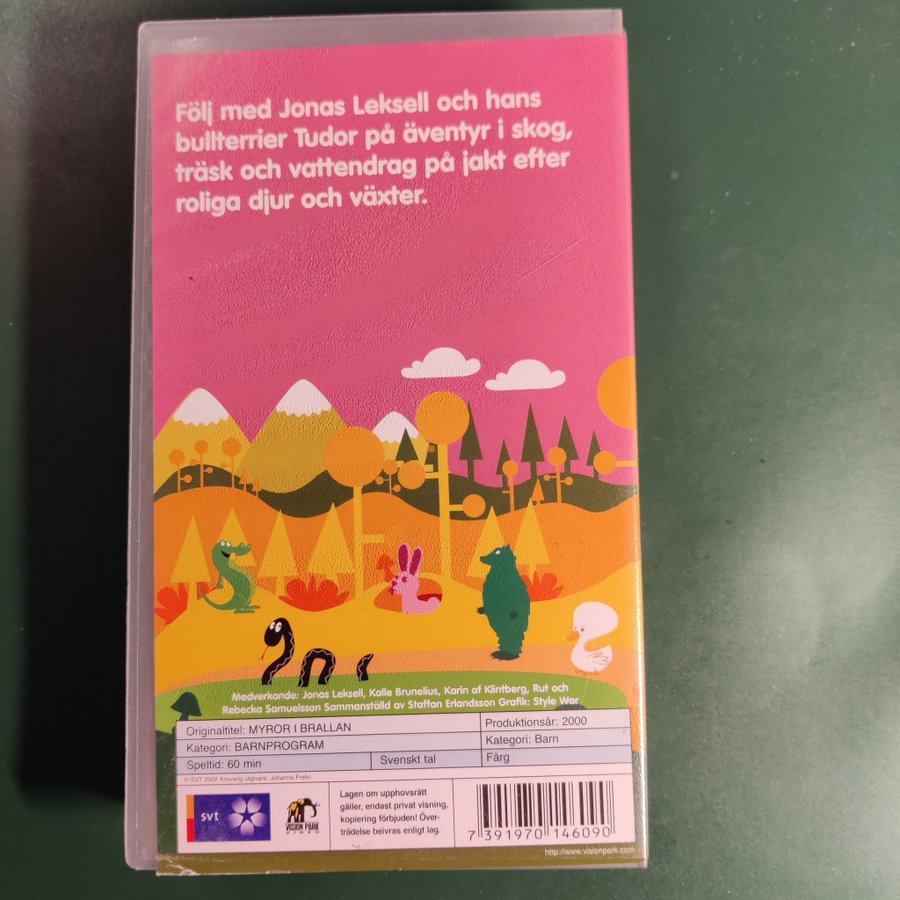 Följ med Jonas Leksell och hans
bullterrier Tudor på äventyr i skog,
träsk och vattendrag på jakt efter
roliga djur och växter.
Medverkande: Jonas Leksell, Kalle Brunelius, Karin af Klintberg, Rut och
Rebecka Samuelsson Sammanställd av Staffan Erlandsson Grafik: Style War
Originaltitel: MYROR I BRALLAN
Produktionsår: 2000
Kategori: BARNPROGRAM
Kategori: Barn
Speltid: 60 min
Svenskt tal
Färg
© SVT 2002 Ansvarig utgivare: Johanna Frelin
svt
VISION PARK
VIDEO
Lagen om upphovsrätt
gäller, endast privat visning,
kopiering förbjuden! Över-
trädelse beivras enligt lag.
7 391970 146090
http://www.visionpark.com